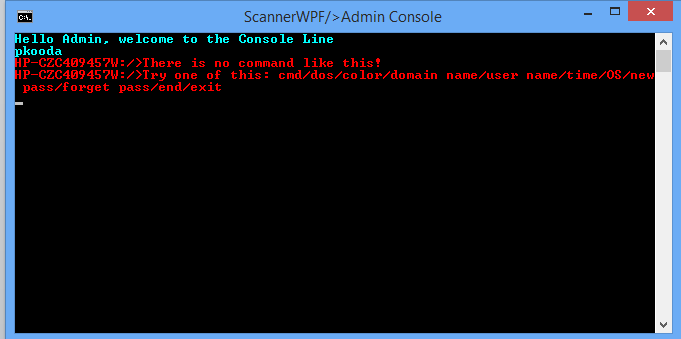 ScannerWPF/>Admin Console
Hello Admin, welcome to the Console Line
pkooda
HP-CZC409457W:/>There is no command like this!
HP-CZC409457W:/>Try one of this: cmd/dos/color/domain name/user name/time/OS/new
pass/forget pass/end/exit